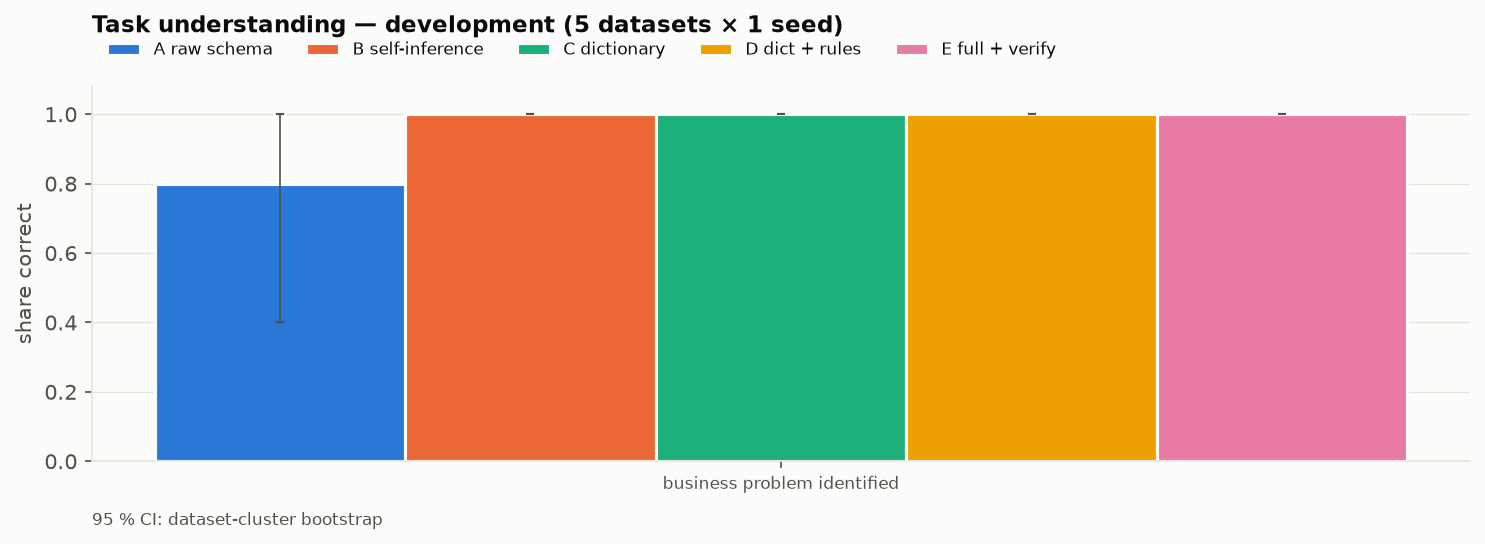 Task understanding — development (5 datasets × 1 seed)
A raw schema B self-inference C dictionary D dict + rules E full + verify
1.0
0.8
0.6
0.4
0.2
0.0
share correct
business problem identified
95 % CI: dataset-cluster bootstrap